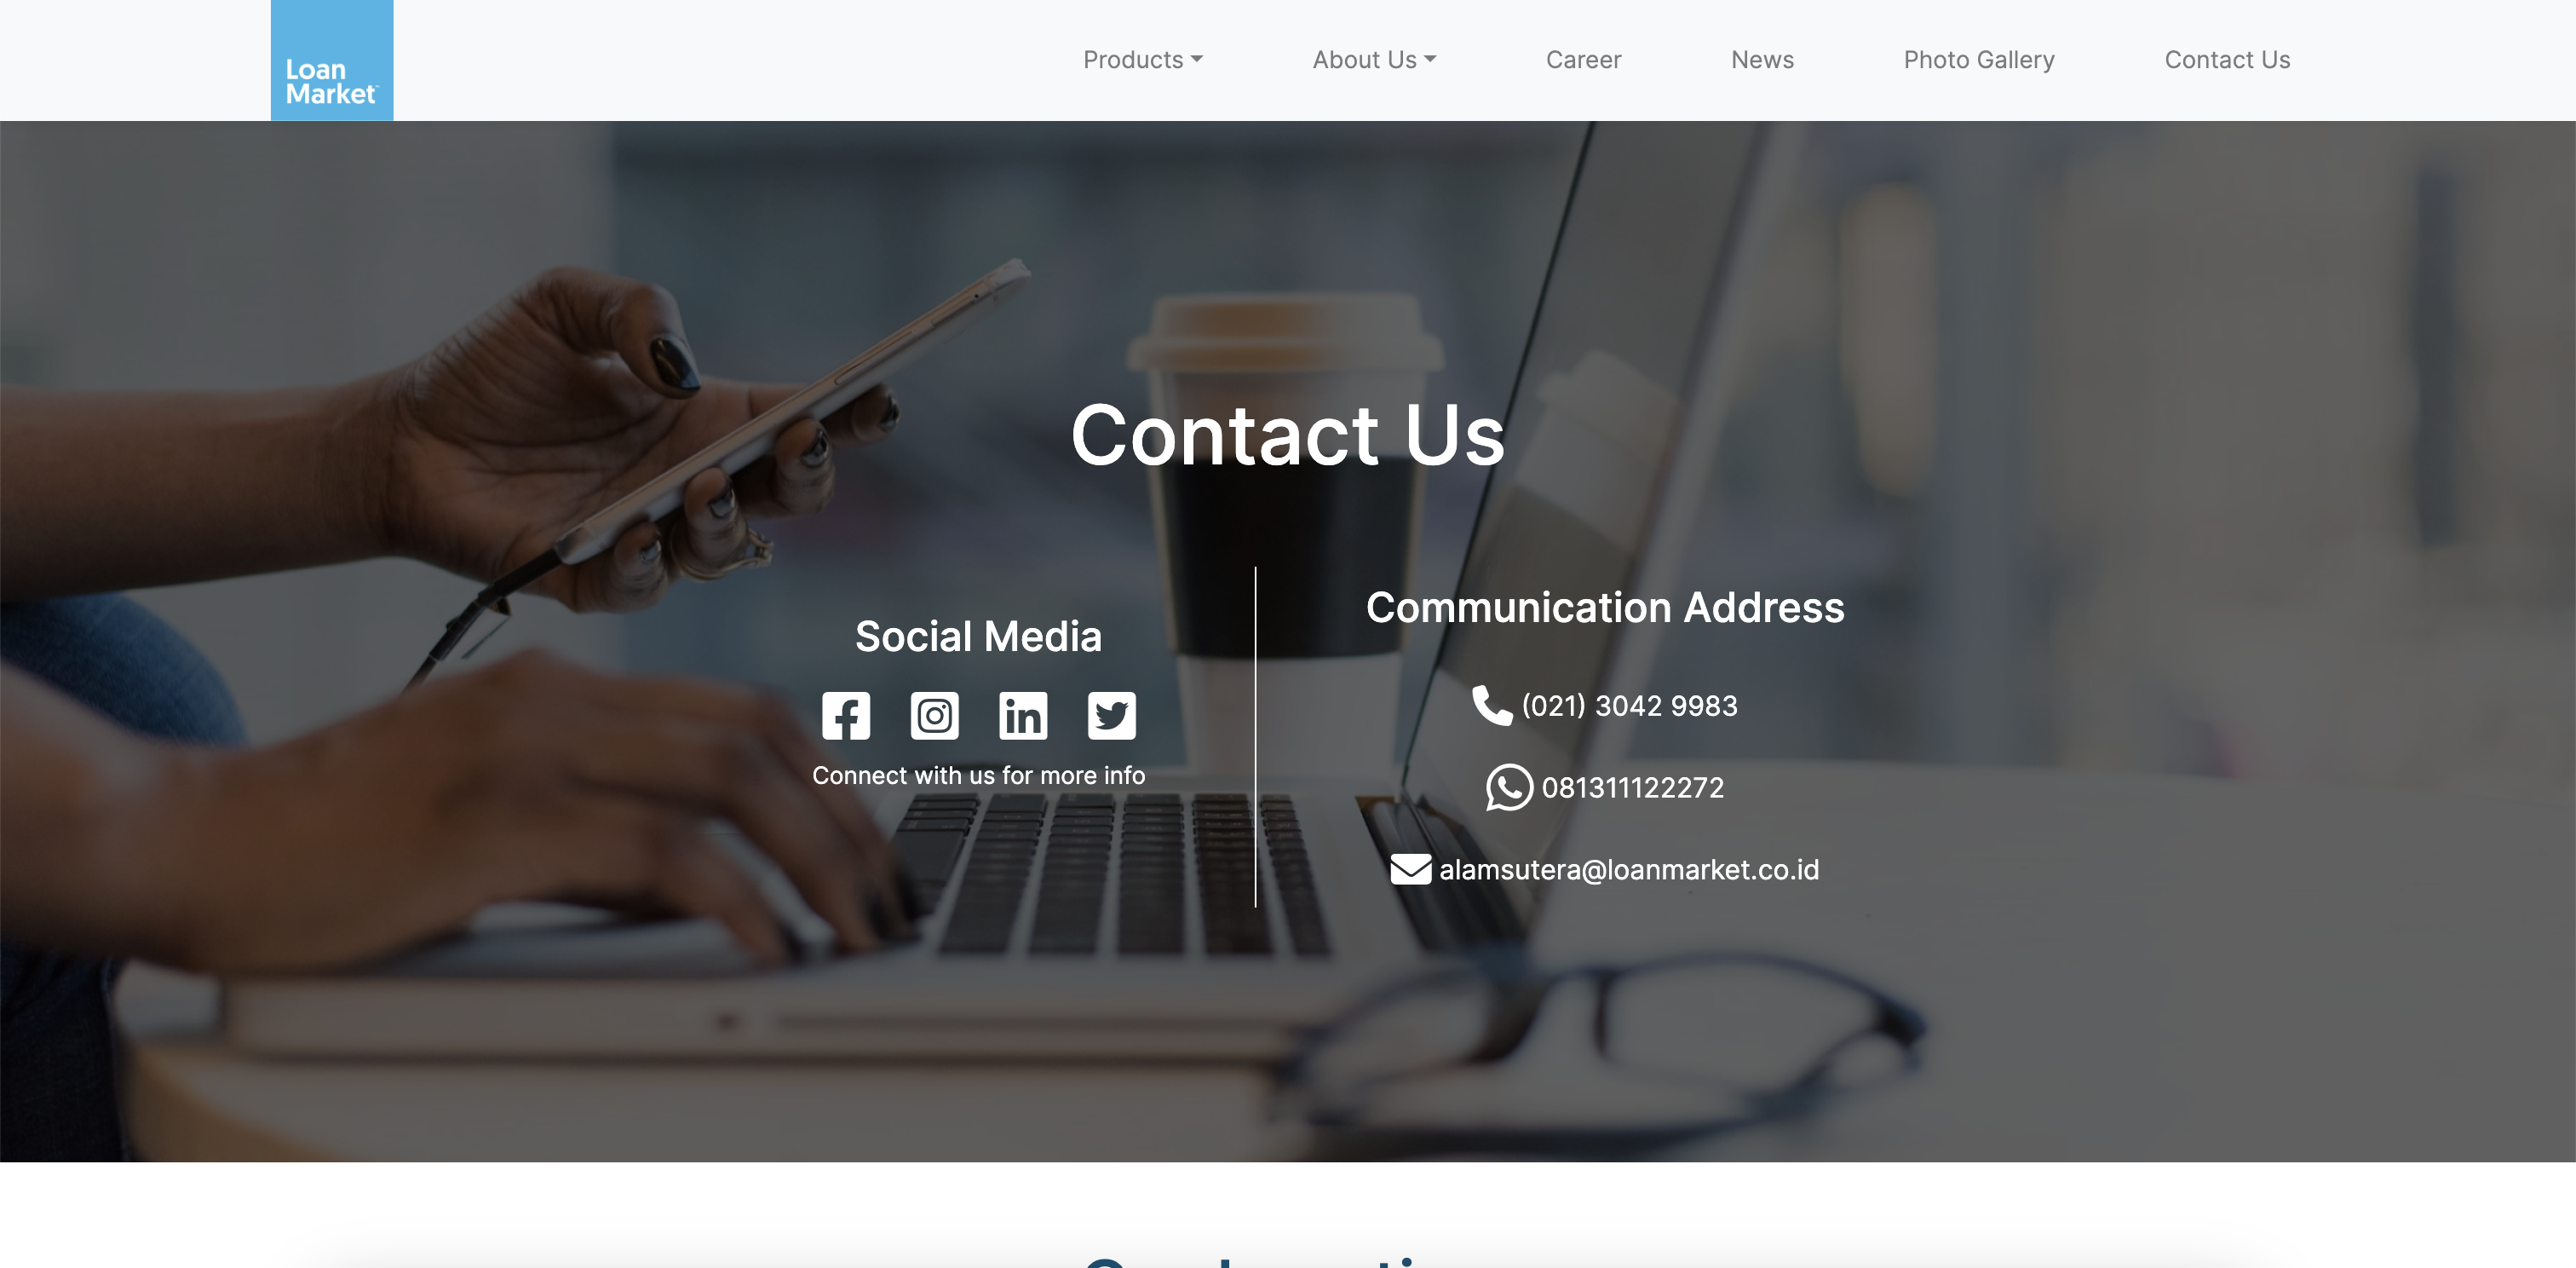 Loan
Market
Products
About Us
Career
News
Photo Gallery
Contact Us
Contact Us
Social Media
Connect with us for more info
Communication Address
(021) 3042 9983
081311122272
alamsutera@loanmarket.co.id